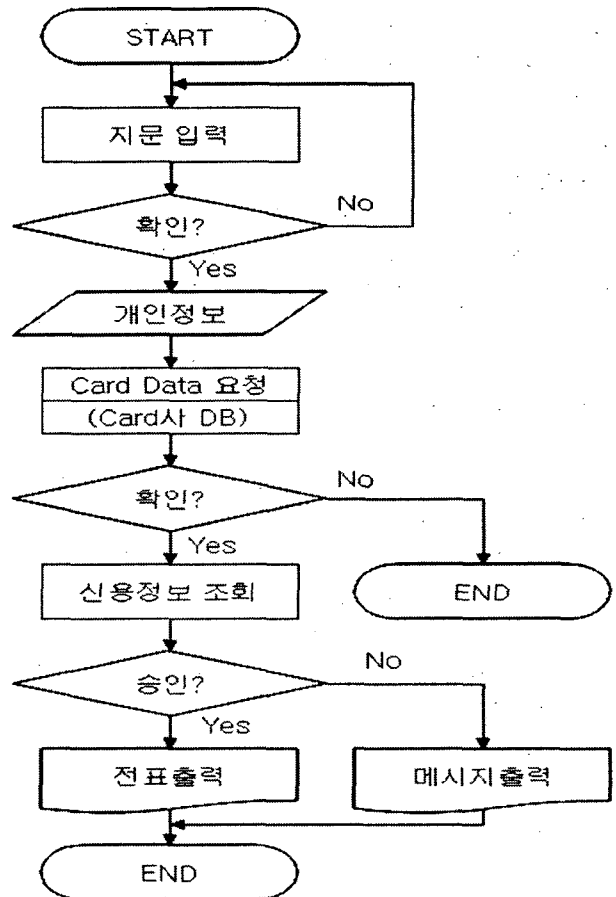 START
지문 입력
확인?
No
Yes
개인정보
Card Data 요청
(Card사 DB)
확인?
No
Yes
신용정보 조회
END
승인?
No
Yes
전표출력
메시지출력
END